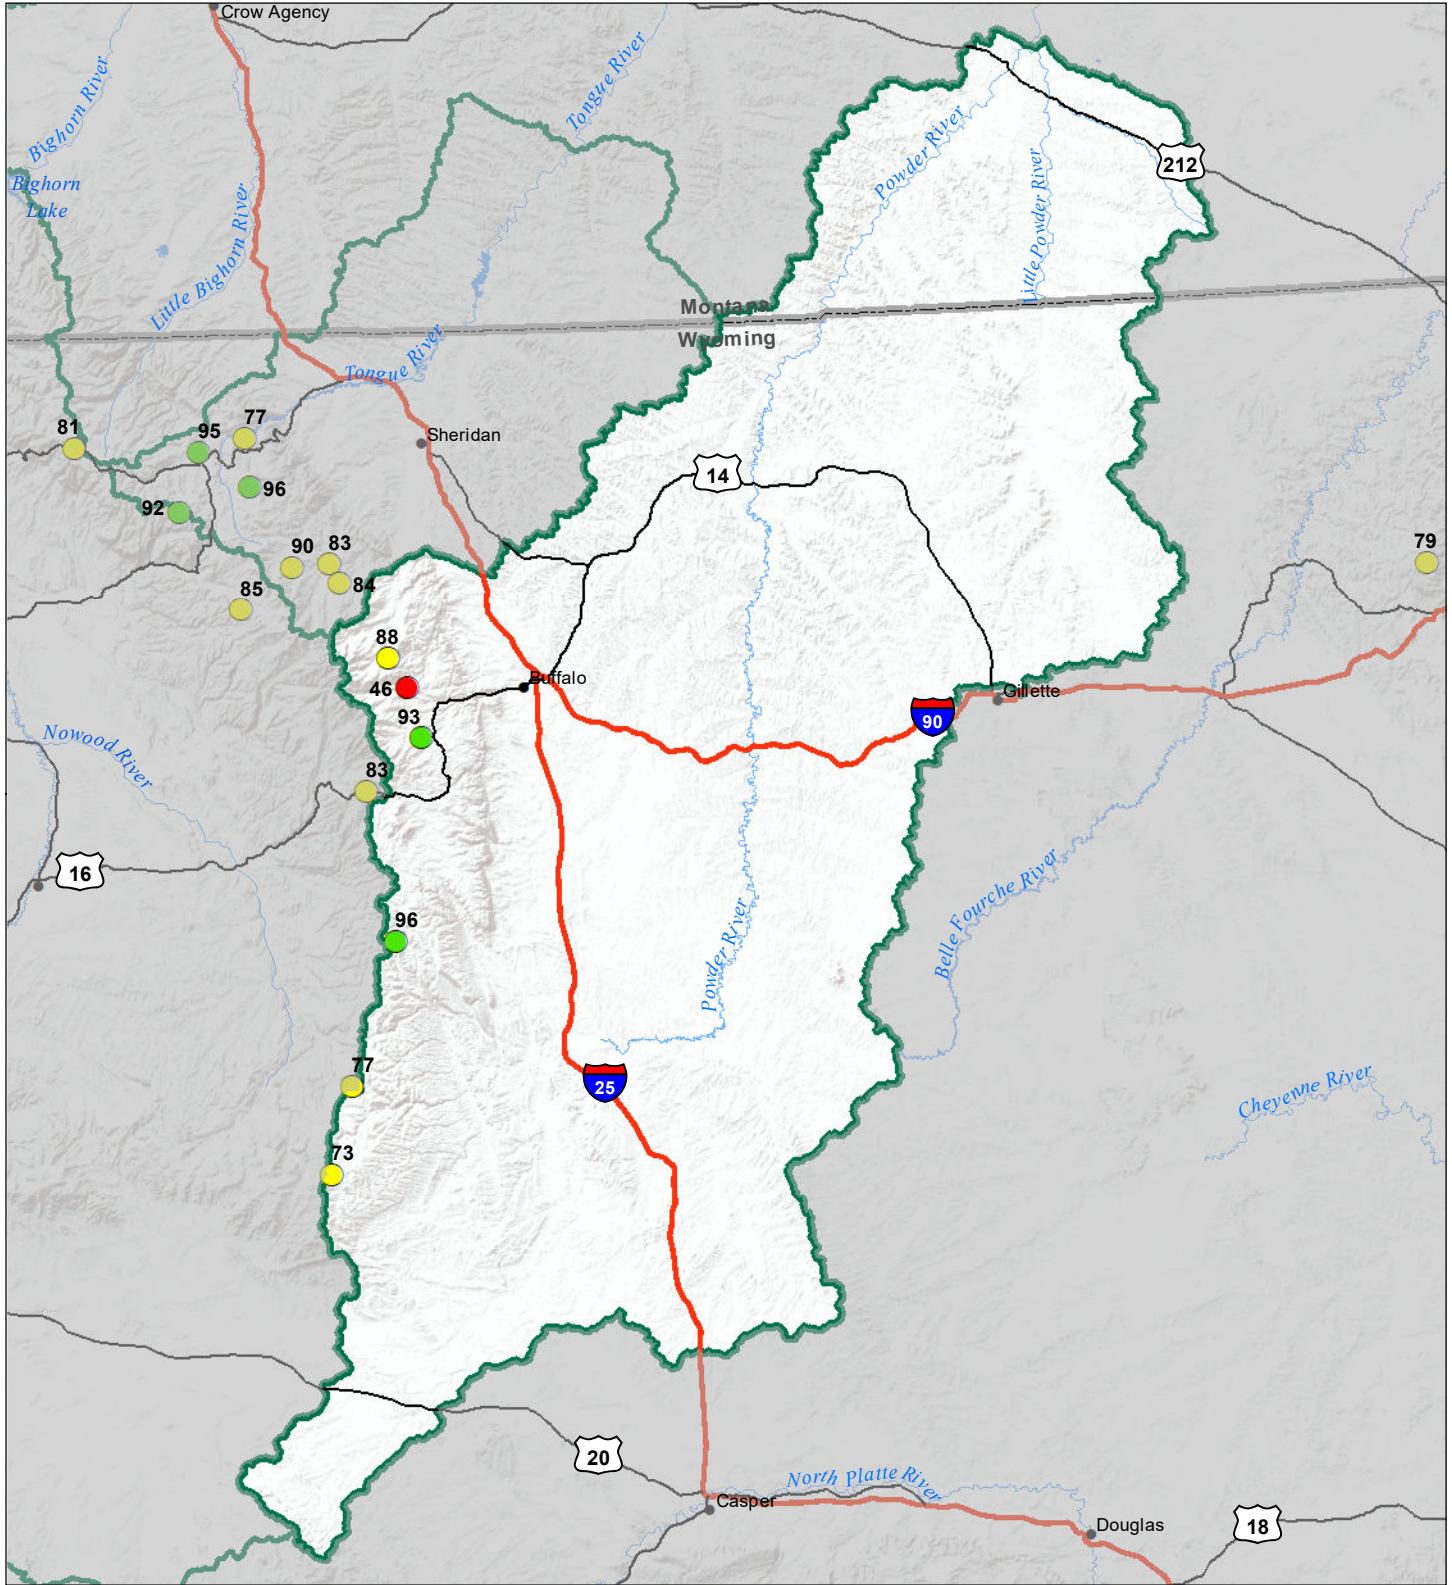 Crow Agency
Bighorn River
Tongue River
Bighorn
Lake
Little Bighorn River
Powder River
Little Powder River
212
Montana
Wyoming
Tongue River
81
95
77
Sheridan
96
92
14
90
83
84
85
79
88
46
Buffalo
Gillette
93
90
Nowood River
83
16
96
Powder River
Belle Fourche River
77
25
Cheyenne River
73
20
North Platte River
Casper
Douglas
18